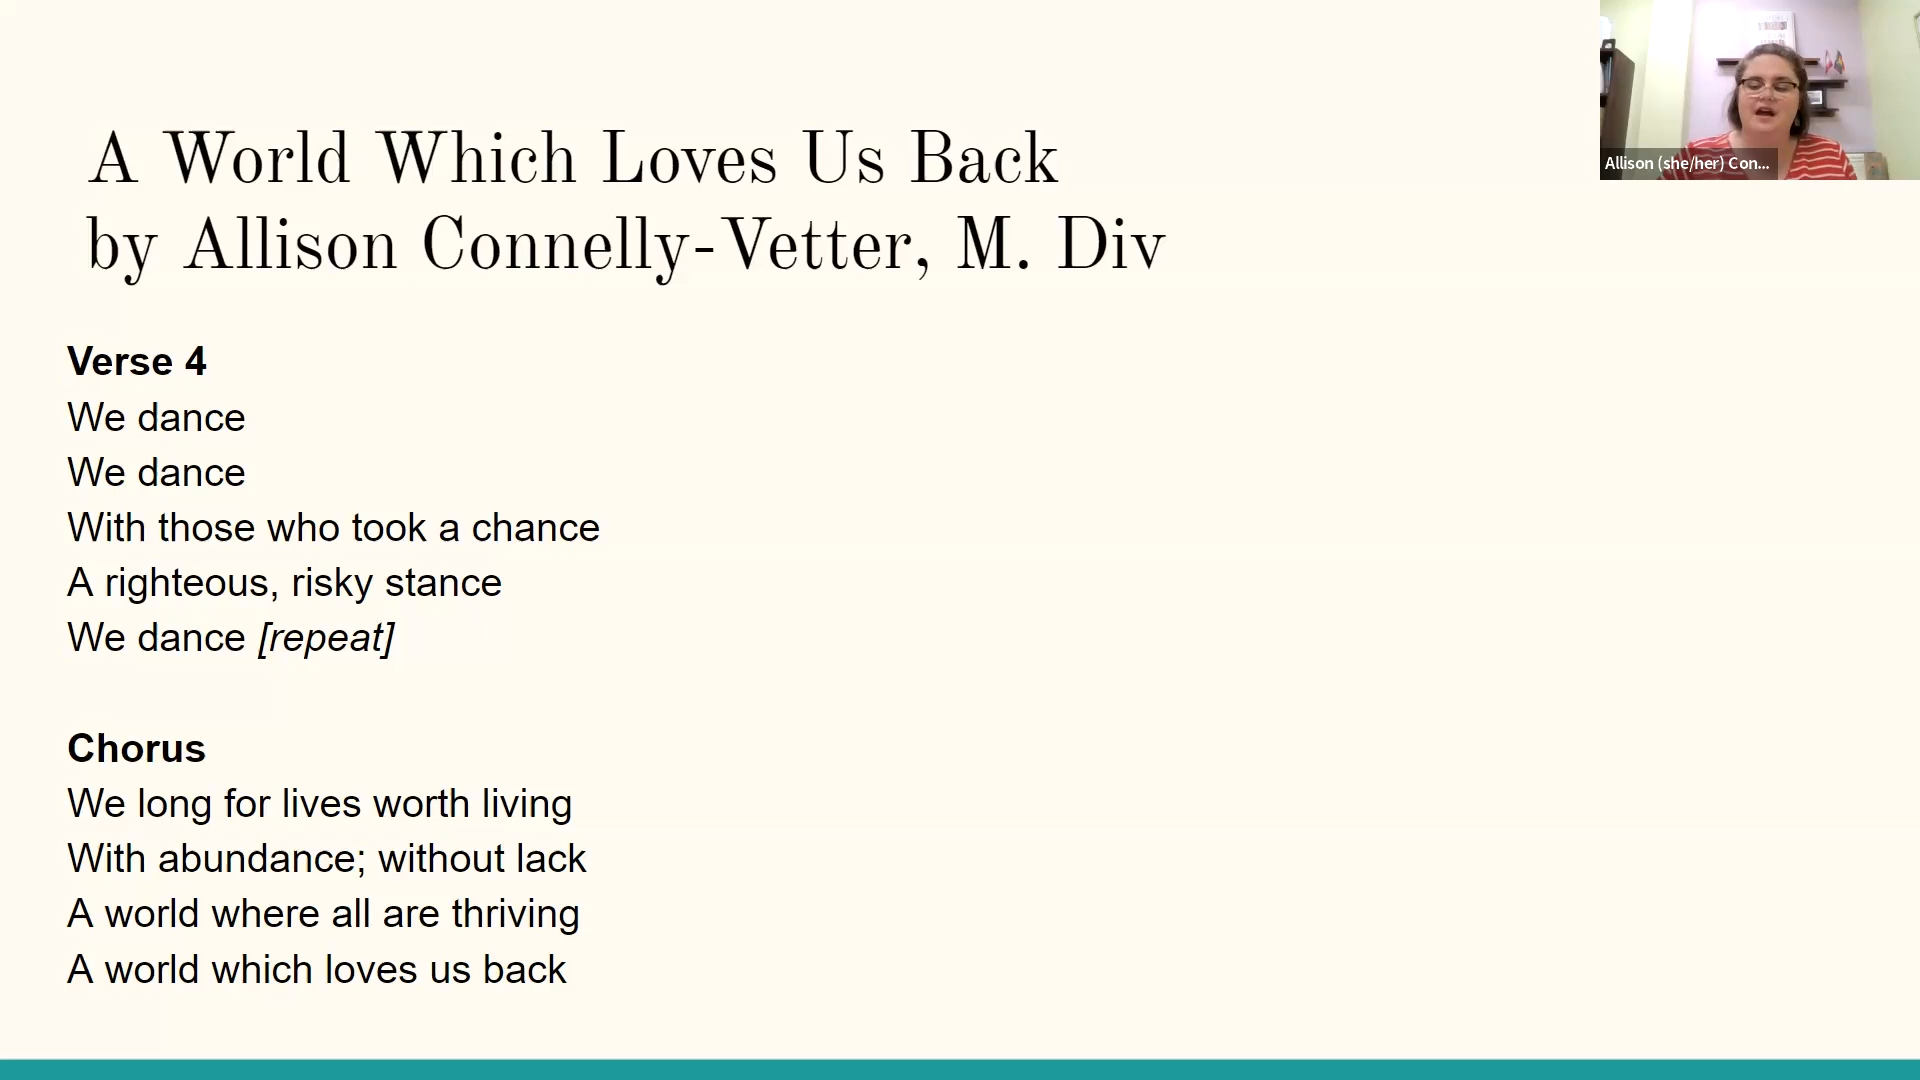 A World Which Loves Us Back
by Allison Connelly-Vetter, M. Div
Allison (she/her) Con...
Verse 4
We dance
We dance
With those who took a chance
A righteous, risky stance
We dance [repeat]
Chorus
We long for lives worth living
With abundance; without lack
A world where all are thriving
A world which loves us back